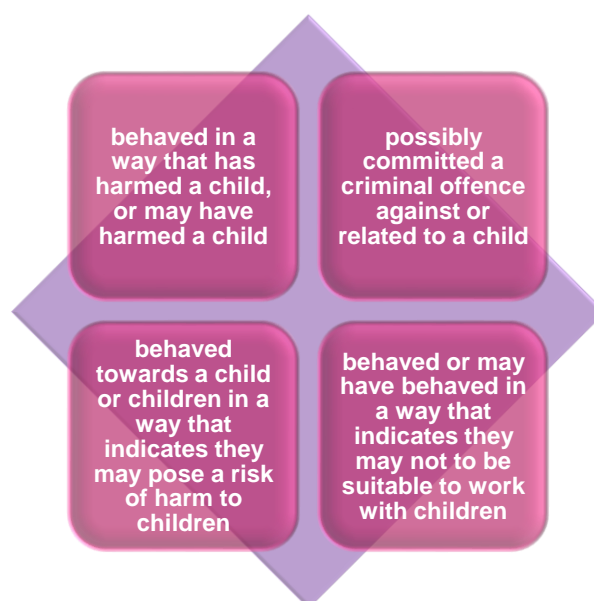 behaved in a
way that has
harmed a child,
or may have
harmed a child
possibly
committed a
criminal offence
against or
related to a child
behaved
towards a child
or children in a
way that
indicates they
may pose a risk
of harm to
children
behaved or may
have behaved in
a way that
indicates they
may not to be
suitable to work
with children